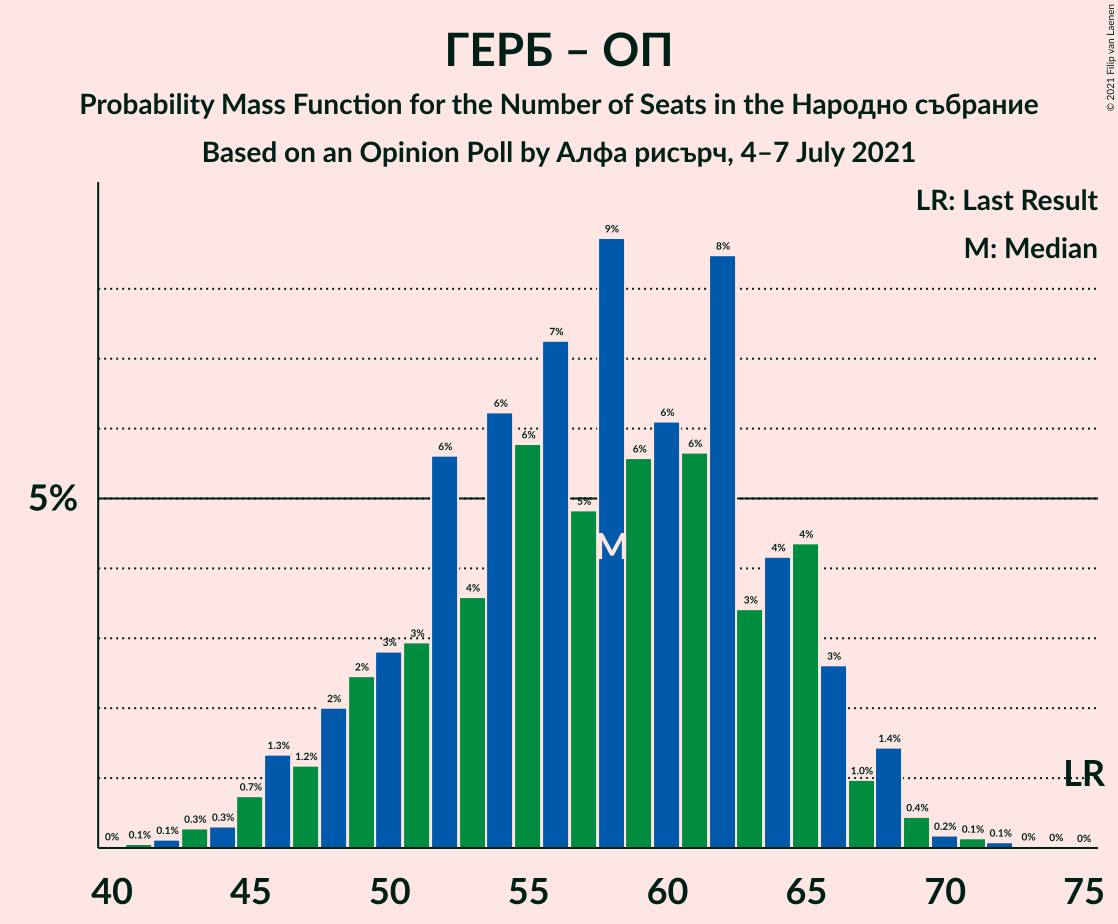 ГЕРБ – ОП
Probability Mass Function for the Number of Seats in the Народно събрание
Based on an Opinion Poll by Алфа рисърч, 4–7 July 2021
© 2021 Filip van Laenen
LR: Last Result
M: Median
5%
0% 0.1% 0.1% 0.3% 0.3% 0.7% 1.3% 1.2% 2% 2% 3% 3% 6% 4% 6% 6% 7% 5% 9% 6% 6% 6% 8% 3% 4% 4% 3% 1.0% 1.4% 0.4% 0.2% 0.1% 0.1% 0% 0% 0%
M
LR
40 45 50 55 60 65 70 75